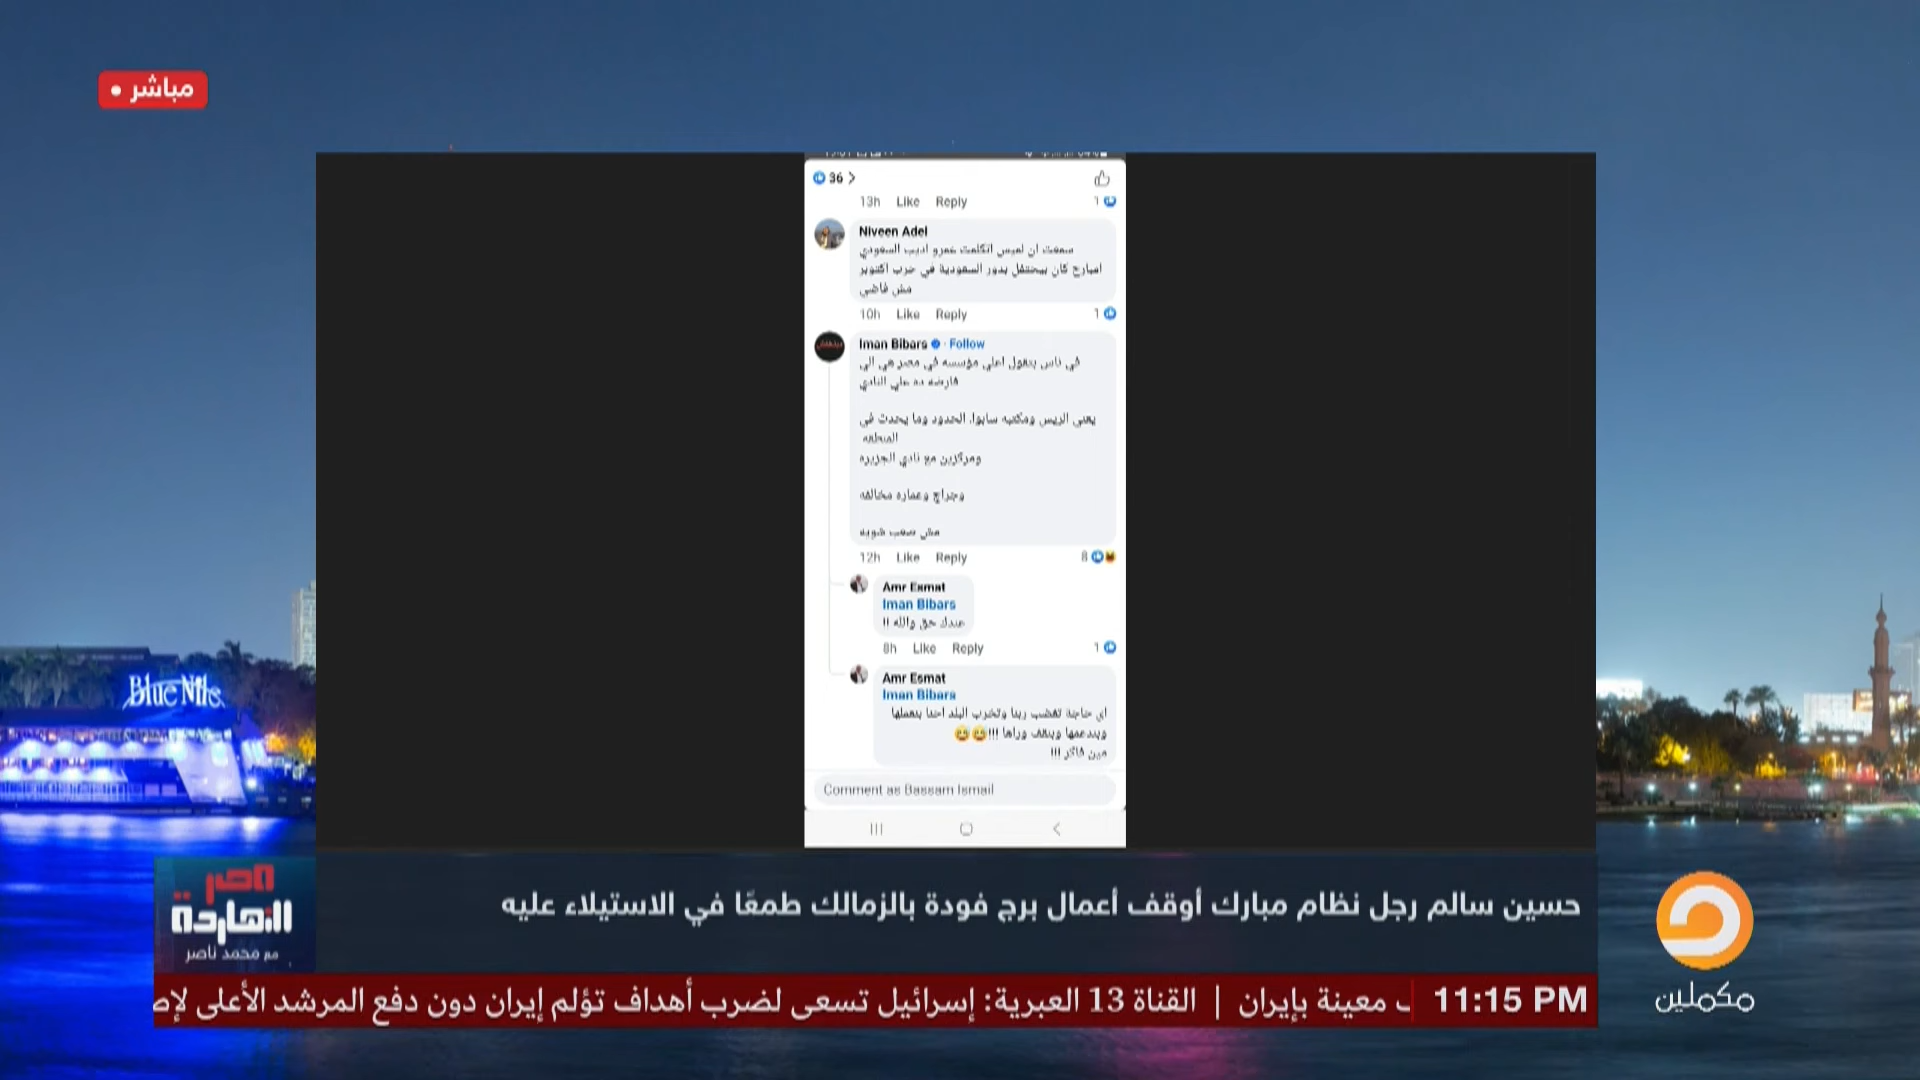 مباشر
36
13h Like Reply 1
Niveen Adel
سمعت ان لميس اتكلمت عمرو اديب السعودي
امبارح كان بيحتفل بدور السعودية في حرب اكتوبر
مش فاضي
10h Like Reply 1
Iman Bibars · Follow
في ناس بتقول اعلي مؤسسه في مصر هي الي
فارضه ده علي النادي
يعني الريس ومكتبه سابوا. الحدود وما يحدث في
المنطقه
ومركزين مع نادي الجزيره
وجراج وعماره مخالفه
مش صعب شويه
12h Like Reply 8
Amr Esmat
Iman Bibars
عندك حق والله !!
8h Like Reply 1
Amr Esmat
Iman Bibars
اي حاجة تغضب ربنا وتخرب البلد احنا بنعملها
وبندعمها وبنقف وراها !!!😄😄
مين فاكر !!!
Comment as Bassam Ismail
Blue Nile
مصر
النهاردة
مع محمد ناصر
حسين سالم رجل نظام مبارك أوقف أعمال برج فودة بالزمالك طمعًا في الاستيلاء عليه
11:15 PM
معينة بإيران | القناة 13 العبرية: إسرائيل تسعى لضرب أهداف تؤلم إيران دون دفع المرشد الأعلى
مكملين